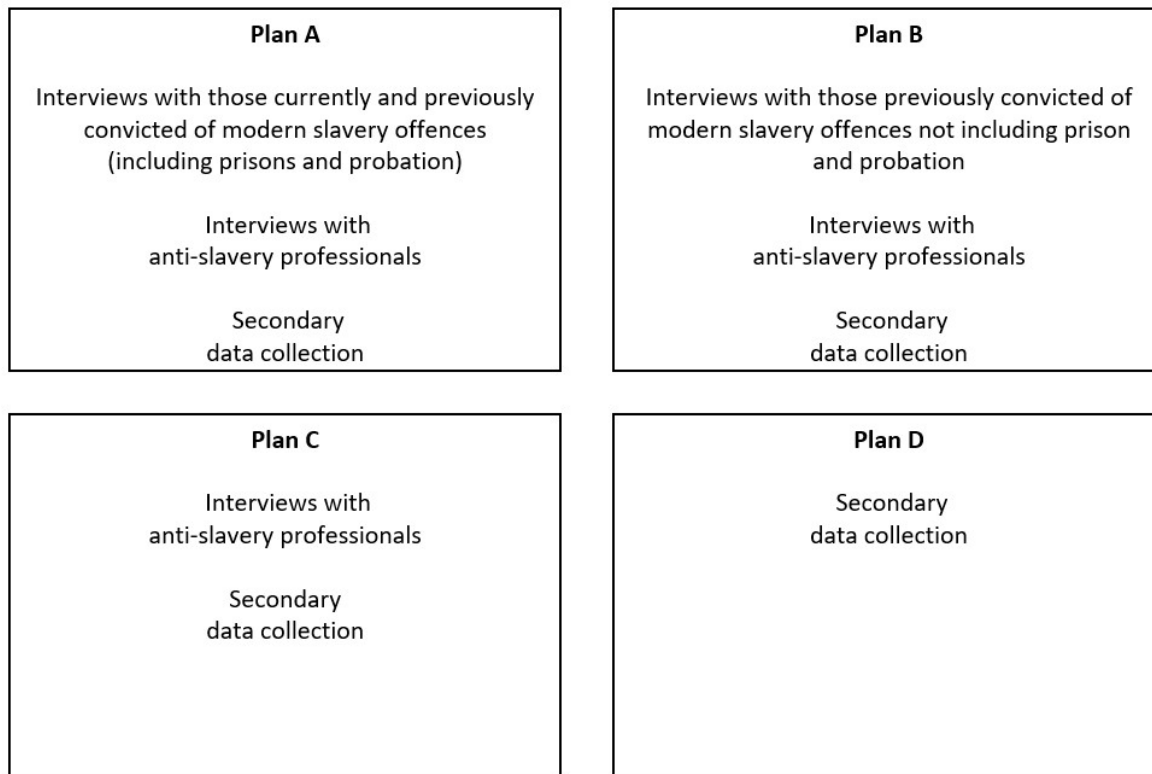 Plan A
Interviews with those currently and previously
convicted of modern slavery offences
(including prisons and probation)
Interviews with
anti-slavery professionals
Secondary
data collection
Plan B
Interviews with those previously convicted of
modern slavery offences not including prison
and probation
Interviews with
anti-slavery professionals
Secondary
data collection
Plan C
Interviews with
anti-slavery professionals
Secondary
data collection
Plan D
Secondary
data collection